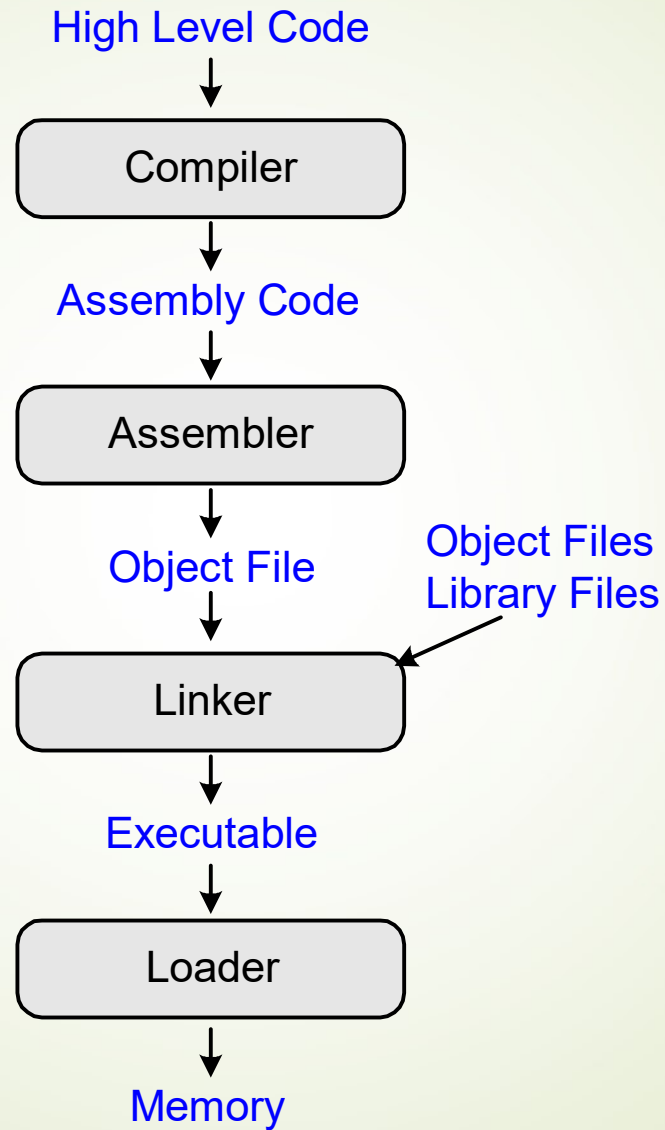 High Level Code
Compiler
Assembly Code
Assembler
Object File
Object Files
Library Files
Linker
Executable
Loader
Memory